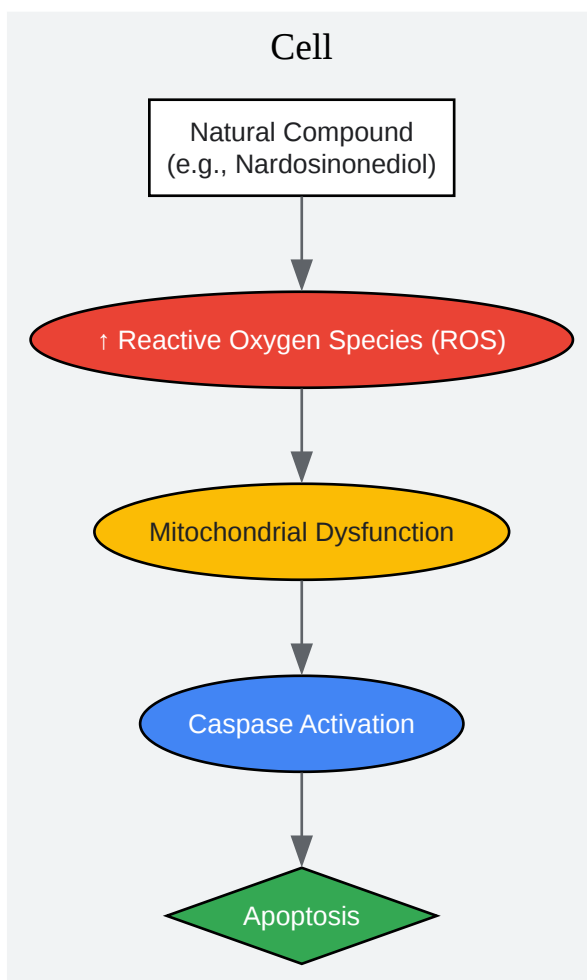 Cell
Natural Compound
(e.g., Nardosinonediol)
↑ Reactive Oxygen Species (ROS)
Mitochondrial Dysfunction
Caspase Activation
Apoptosis